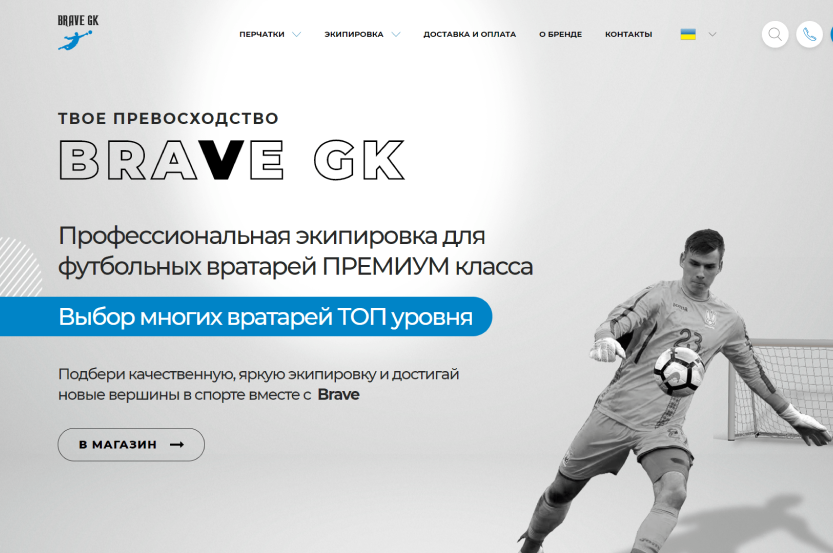 BRAVE GK
ПЕРЧАТКИ
ЭКИПИРОВКА
ДОСТАВКА И ОПЛАТА
О БРЕНДЕ
КОНТАКТЫ
ТВОЕ ПРЕВОСХОДСТВО
BRAVE GK
Профессиональная экипировка для
футбольных вратарей ПРЕМИУМ класса
Выбор многих вратарей ТОП уровня
Подбери качественную, яркую экипировку и достигай
новые вершины в спорте вместе с Brave
В МАГАЗИН
23